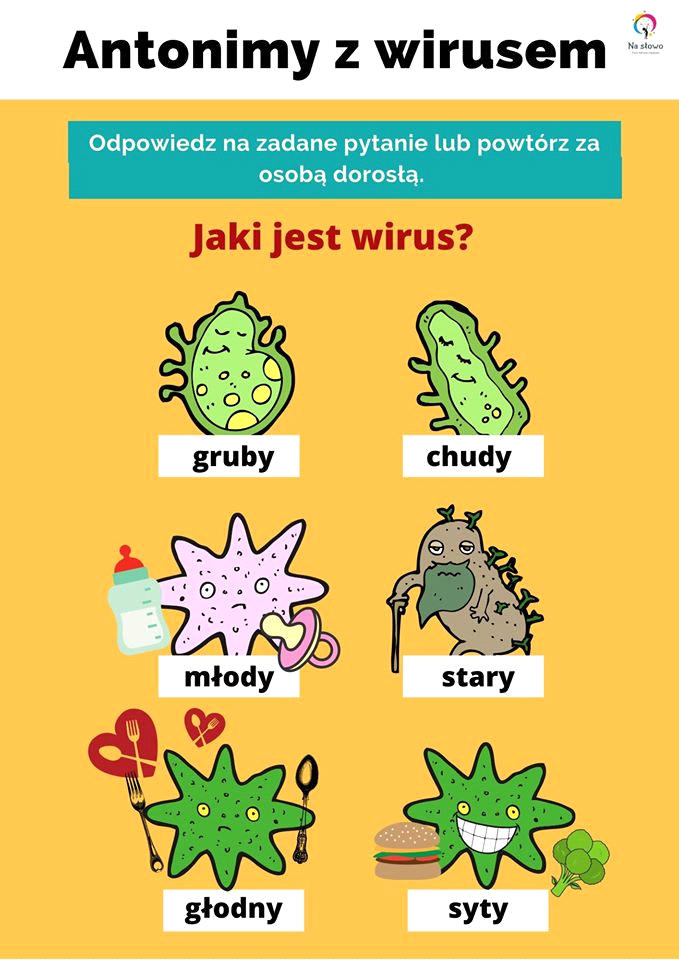 Antonimy z wirusem
Na słowo
Odpowiedz na zadane pytanie lub powtórz za
osobą dorosłą.
Jaki jest wirus?
gruby
chudy
młody
stary
głodny
syty